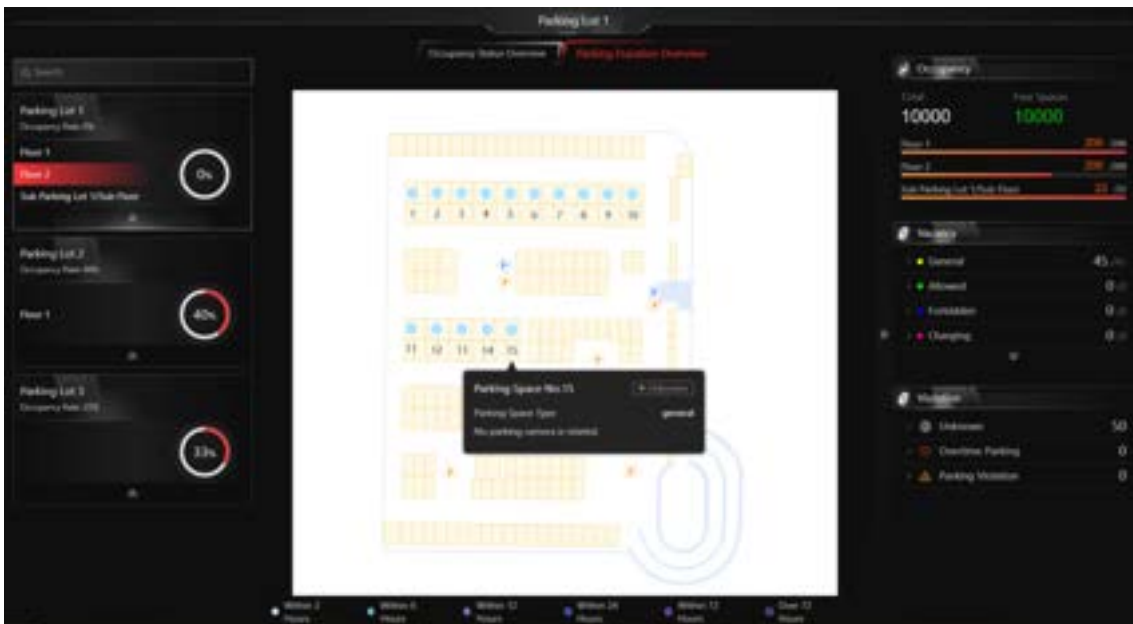 Parking Lot 1
Occupancy Status Overview
Parking Duration Overview
Search
Parking Lot 1
Occupancy Rate
Floor 1
Floor 2
Sub Parking Lot 1/Sub Floor
0%
Parking Lot 2
Occupancy Rate
Floor 1
40%
Parking Lot 3
Occupancy Rate
33%
1 2 3 4 5 6 7 8 9 10
11 12 13 14 15
Parking Space No.15
Unknown
Parking Space Type
general
No parking camera is related.
Occupancy
Total
Free Spaces
10000
10000
Floor 1
Floor 2
Sub Parking Lot 1/Sub Floor
Vacancy
General
45
Allowed
0
Forbidden
0
Charging
0
Violation
Unknown
50
Overtime Parking
0
Parking Violation
0
Within 2 Hours
Within 6 Hours
Within 12 Hours
Within 24 Hours
Within 72 Hours
Over 72 Hours